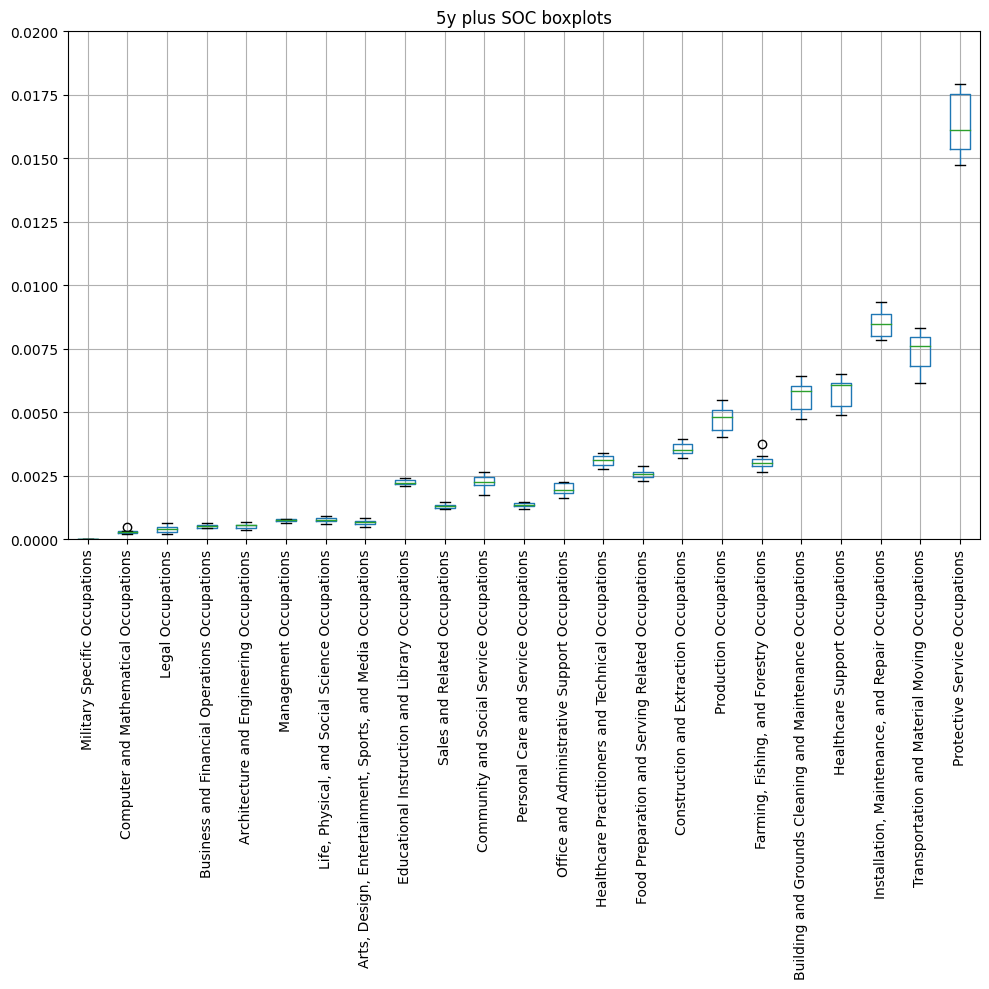 5y plus SOC boxplots
0.0200
0.0175
0.0150
0.0125
0.0100
0.0075
0.0050
0.0025
0.0000
Military Specific Occupations
Computer and Mathematical Occupations
Legal Occupations
Business and Financial Operations Occupations
Architecture and Engineering Occupations
Management Occupations
Life, Physical, and Social Science Occupations
Arts, Design, Entertainment, Sports, and Media Occupations
Educational Instruction and Library Occupations
Sales and Related Occupations
Community and Social Service Occupations
Personal Care and Service Occupations
Office and Administrative Support Occupations
Healthcare Practitioners and Technical Occupations
Food Preparation and Serving Related Occupations
Construction and Extraction Occupations
Production Occupations
Farming, Fishing, and Forestry Occupations
Building and Grounds Cleaning and Maintenance Occupations
Healthcare Support Occupations
Installation, Maintenance, and Repair Occupations
Transportation and Material Moving Occupations
Protective Service Occupations